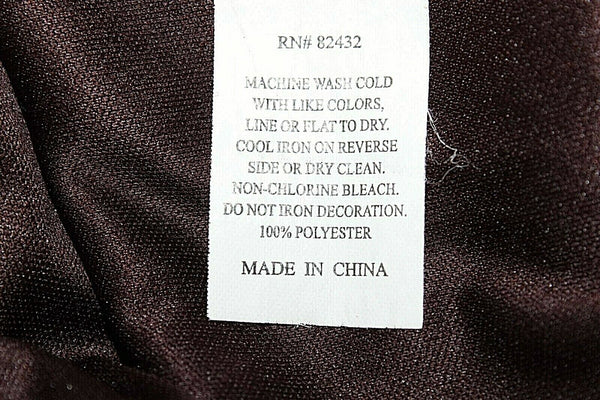 RN# 82432
MACHINE WASH COLD
WITH LIKE COLORS,
LINE OR FLAT TO DRY.
COOL IRON ON REVERSE
SIDE OR DRY CLEAN.
NON-CHLORINE BLEACH.
DO NOT IRON DECORATION.
100% POLYESTER
MADE IN CHINA